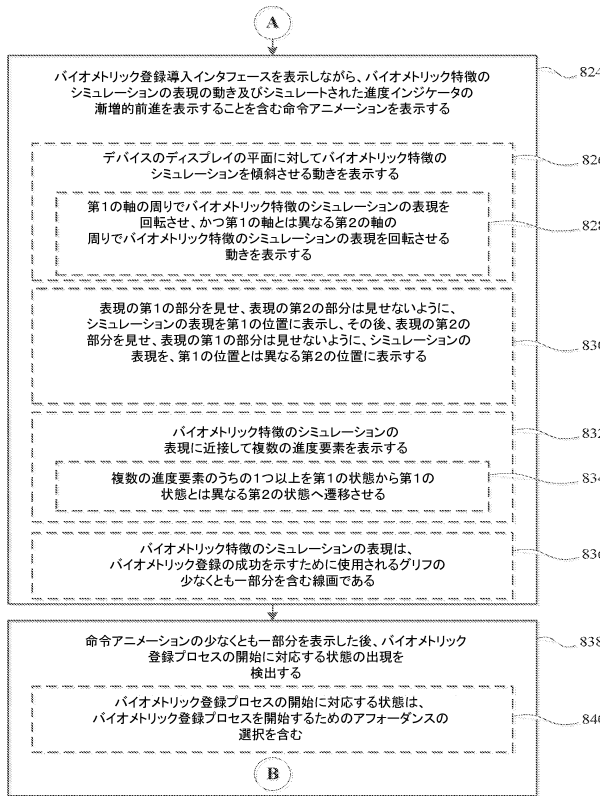 A
バイオメトリック登録導入インタフェースを表示しながら、バイオメトリック特徴の
シミュレーションの表現の動き及びシミュレートされた進度インジケータの
漸増的前進を表示することを含む命令アニメーションを表示する
824
デバイスのディスプレイの平面に対してバイオメトリック特徴の
シミュレーションを傾斜させる動きを表示する
826
第1の軸の周りでバイオメトリック特徴のシミュレーションの表現を
回転させ、かつ第1の軸とは異なる第2の軸の
周りでバイオメトリック特徴のシミュレーションの表現を回転させる
動きを表示する
828
表現の第1の部分を見せ、表現の第2の部分は見せないように、
シミュレーションの表現を第1の位置に表示し、その後、表現の第2の
部分を見せ、表現の第1の部分は見せないように、シミュレーションの
表現を、第1の位置とは異なる第2の位置に表示する
830
バイオメトリック特徴のシミュレーションの
表現に近接して複数の進度要素を表示する
832
複数の進度要素のうちの1つ以上を第1の状態から第1の
状態とは異なる第2の状態へ遷移させる
834
バイオメトリック特徴のシミュレーションの表現は、
バイオメトリック登録の成功を示すために使用されるグリフの
少なくとも一部分を含む線画である
836
命令アニメーションの少なくとも一部分を表示した後、バイオメトリック
登録プロセスの開始に対応する状態の出現を
検出する
838
バイオメトリック登録プロセスの開始に対応する状態は、
バイオメトリック登録プロセスを開始するためのアフォーダンスの
選択を含む
840
B